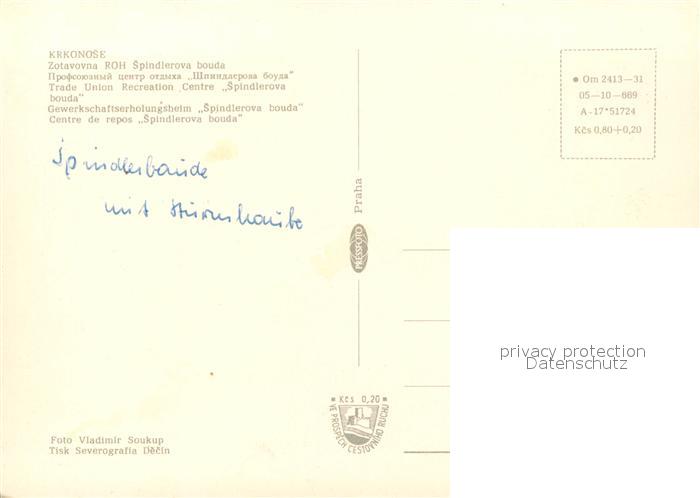 KRKONOŠE
Zotavovna ROH Špindlerova bouda
Профсоюзный центр отдыха „Шпиндлерова боуда"
Trade Union Recreation Centre „Špindlerova
bouda"
Gewerkschaftserholungsheim „Špindlerova bouda"
Centre de repos „Špindlerova bouda"
Špindlerbaude
mit Sturmhaube
Praha
PRESSFOTO
Om 2413—31
05—10—669
A-17*51724
Kčs 0,80+0,20
privacy protection
Datenschutz
Kčs 0,20
VE PROSPĚCH CESTOVNÍHO RUCHU
Foto Vladimír Soukup
Tisk Severografia Děčín